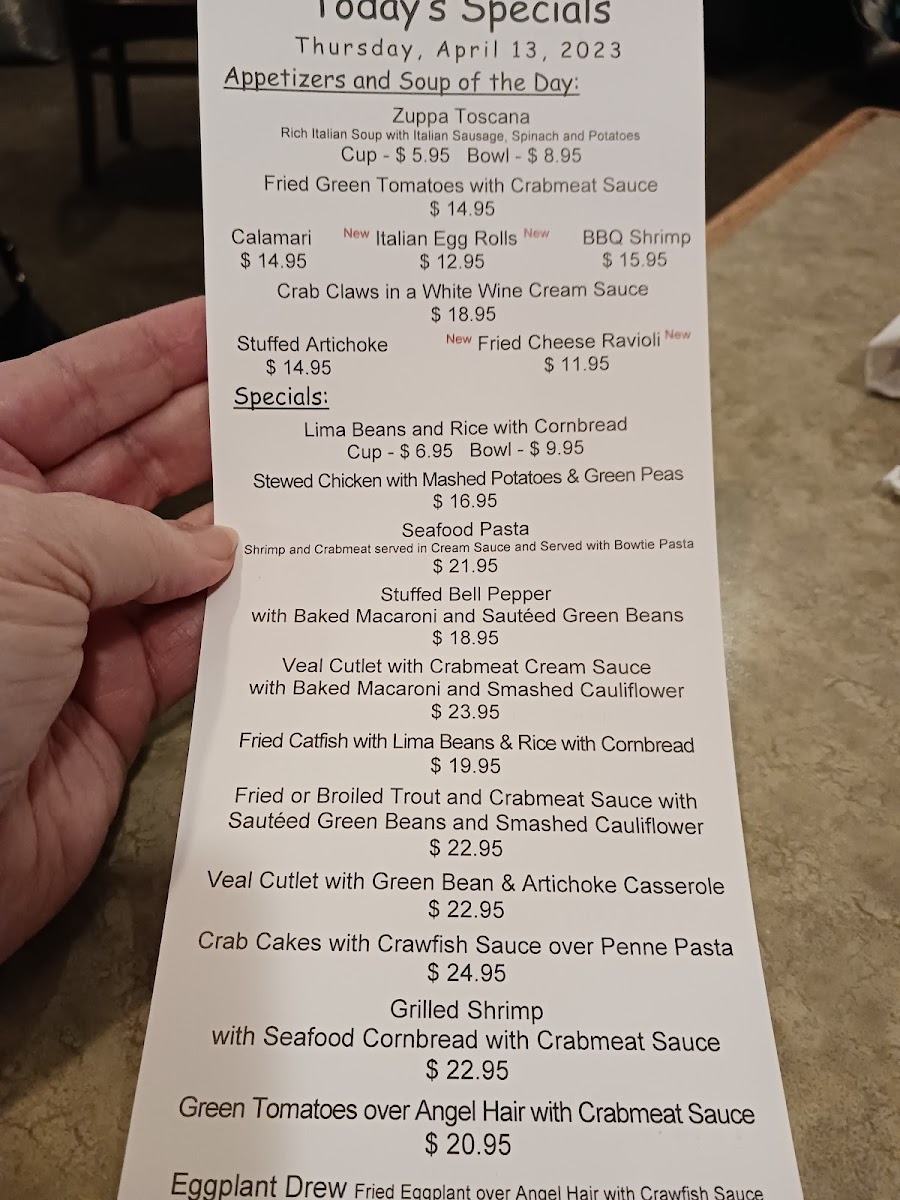 Today's Specials
Thursday, April 13, 2023
Appetizers and Soup of the Day:
Zuppa Toscana
Rich Italian Soup with Italian Sausage, Spinach and Potatoes
Cup - $ 5.95 Bowl - $ 8.95
Fried Green Tomatoes with Crabmeat Sauce
$ 14.95
Calamari New Italian Egg Rolls New BBQ Shrimp
$ 14.95 $ 12.95 $ 15.95
Crab Claws in a White Wine Cream Sauce
$ 18.95
Stuffed Artichoke New Fried Cheese Ravioli New
$ 14.95 $ 11.95
Specials:
Lima Beans and Rice with Cornbread
Cup - $ 6.95 Bowl - $ 9.95
Stewed Chicken with Mashed Potatoes & Green Peas
$ 16.95
Seafood Pasta
Shrimp and Crabmeat served in Cream Sauce and Served with Bowtie Pasta
$ 21.95
Stuffed Bell Pepper
with Baked Macaroni and Sautéed Green Beans
$ 18.95
Veal Cutlet with Crabmeat Cream Sauce
with Baked Macaroni and Smashed Cauliflower
$ 23.95
Fried Catfish with Lima Beans & Rice with Cornbread
$ 19.95
Fried or Broiled Trout and Crabmeat Sauce with
Sautéed Green Beans and Smashed Cauliflower
$ 22.95
Veal Cutlet with Green Bean & Artichoke Casserole
$ 22.95
Crab Cakes with Crawfish Sauce over Penne Pasta
$ 24.95
Grilled Shrimp
with Seafood Cornbread with Crabmeat Sauce
$ 22.95
Green Tomatoes over Angel Hair with Crabmeat Sauce
$ 20.95
Eggplant Drew Fried Eggplant over Angel Hair with Crawfish Sauce